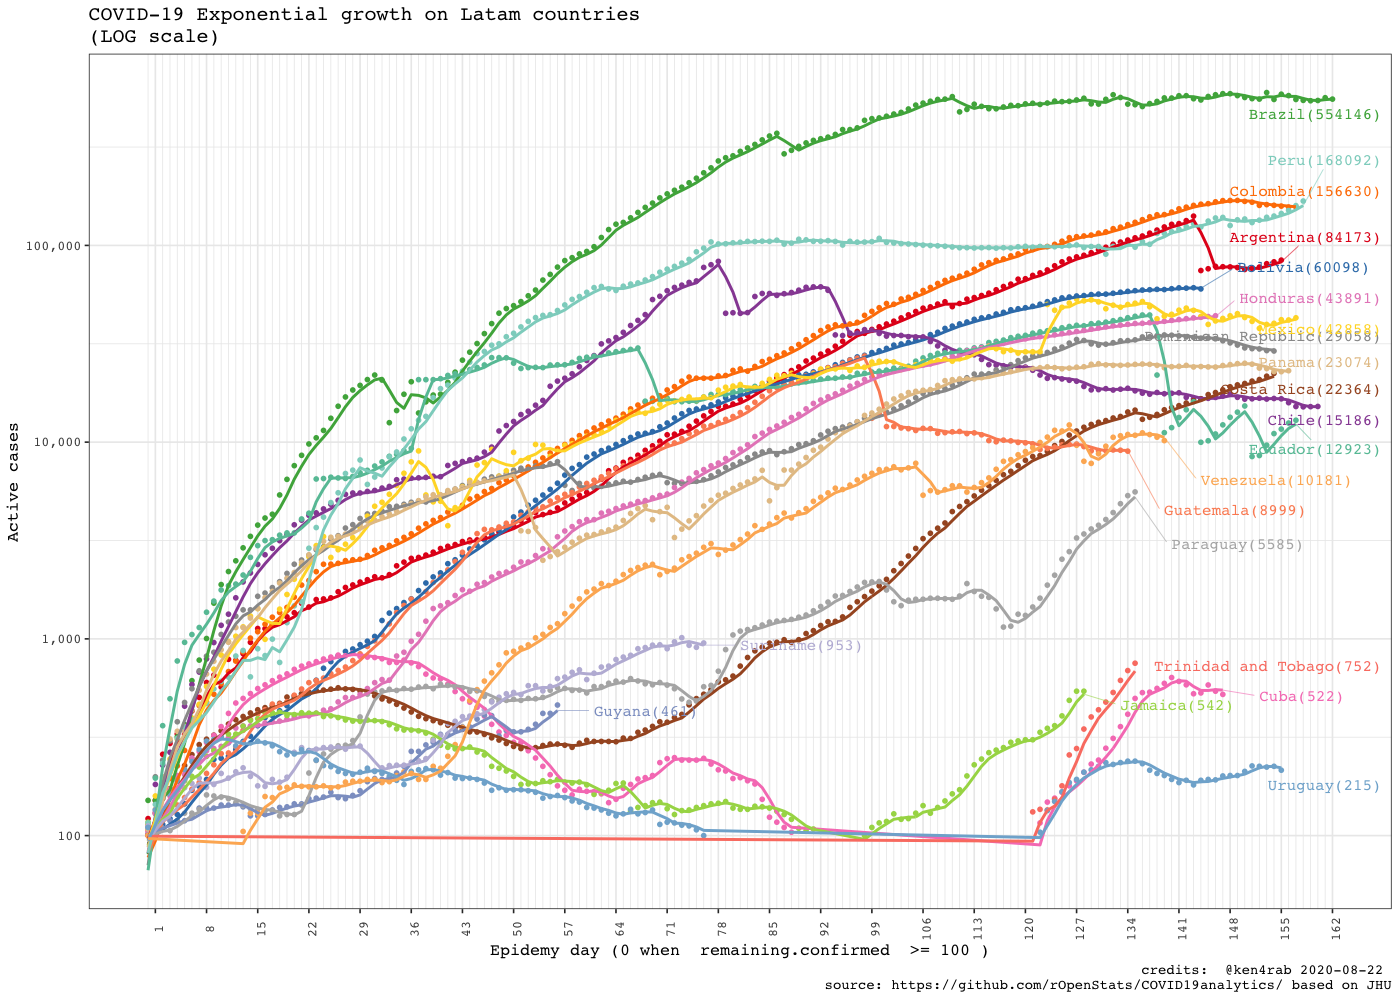 COVID-19 Exponential growth on Latam countries
(LOG scale)
Active cases
100,000
10,000
1,000
100
Brazil(554146)
Peru(168092)
Colombia(156630)
Argentina(84173)
Bolivia(60098)
Honduras(43891)
Mexico(42858)
Dominican Republic(29058)
Panama(23074)
Costa Rica(22364)
Chile(15186)
Ecuador(12923)
Venezuela(10181)
Guatemala(8999)
Paraguay(5585)
Suriname(953)
Trinidad and Tobago(752)
Cuba(522)
Jamaica(542)
Guyana(461)
Uruguay(215)
1 8 15 22 29 36 43 50 57 64 71 78 85 92 99 106 113 120 127 134 141 148 155 162
Epidemy day (0 when  remaining.confirmed  >= 100 )
credits:  @ken4rab 2020-08-22
source: https://github.com/rOpenStats/COVID19analytics/ based on JHU